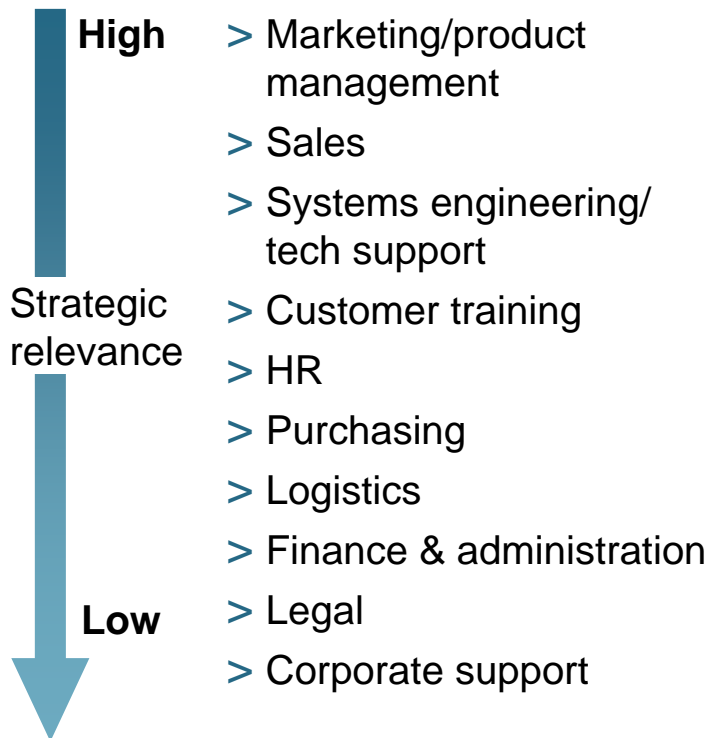 High
> Marketing/product
management
> Sales
> Systems engineering/
tech support
Strategic
relevance
> Customer training
> HR
> Purchasing
> Logistics
> Finance & administration
Low
> Legal
> Corporate support